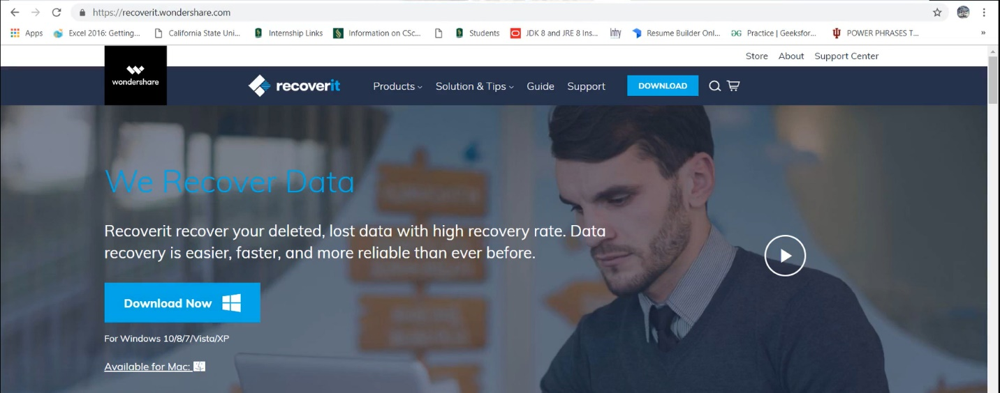 https://recoverit.wondershare.com
Apps Excel 2016: Getting... California State Uni... Internship Links Information on CSc... Students JDK 8 and JRE 8 Ins... Intry Resume Builder Onl... GG Practice | Geeksfor... POWER PHRASES T... »
Store About Support Center
wondershare
recoverit Products Solution & Tips Guide Support DOWNLOAD
We Recover Data
Recoverit recover your deleted, lost data with high recovery rate. Data
recovery is easier, faster, and more reliable than ever before.
Download Now
For Windows 10/8/7/Vista/XP
Available for Mac: